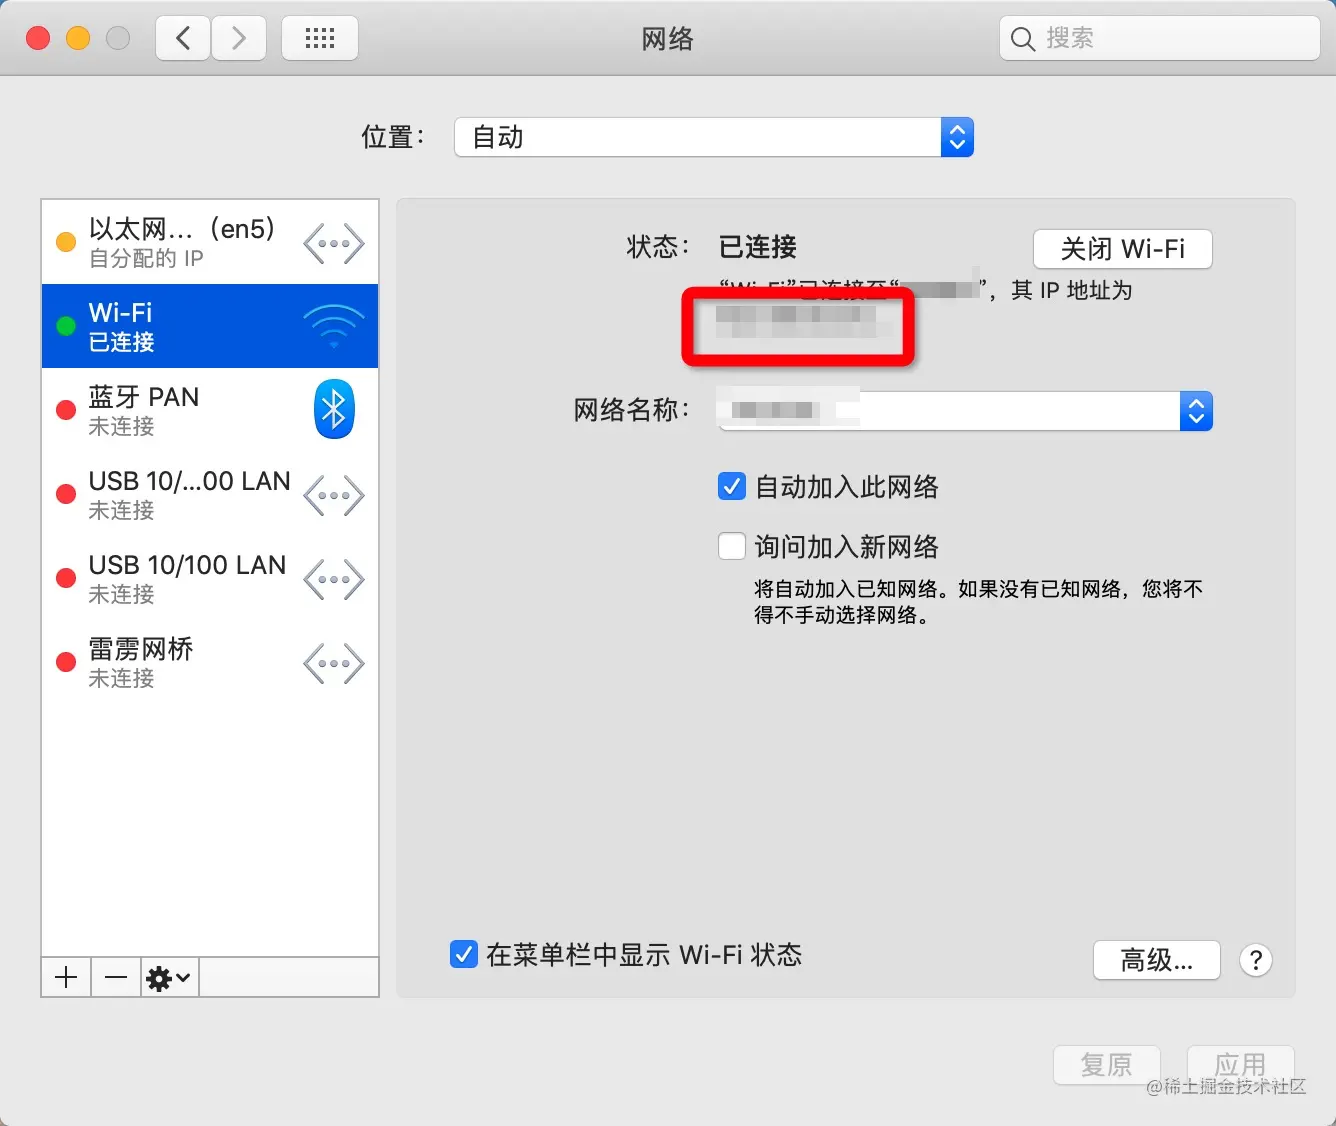 网络
搜索
位置：
自动
以太网...（en5）
自分配的 IP
Wi-Fi
已连接
蓝牙 PAN
未连接
USB 10/...00 LAN
未连接
USB 10/100 LAN
未连接
雷雳网桥
未连接
状态：
已连接
关闭 Wi-Fi
“Wi-Fi”已连接至“ ”，其 IP 地址为
网络名称：
自动加入此网络
询问加入新网络
将自动加入已知网络。如果没有已知网络，您将不
得不手动选择网络。
在菜单栏中显示 Wi-Fi 状态
高级...
?
复原
应用
@稀土掘金技术社区